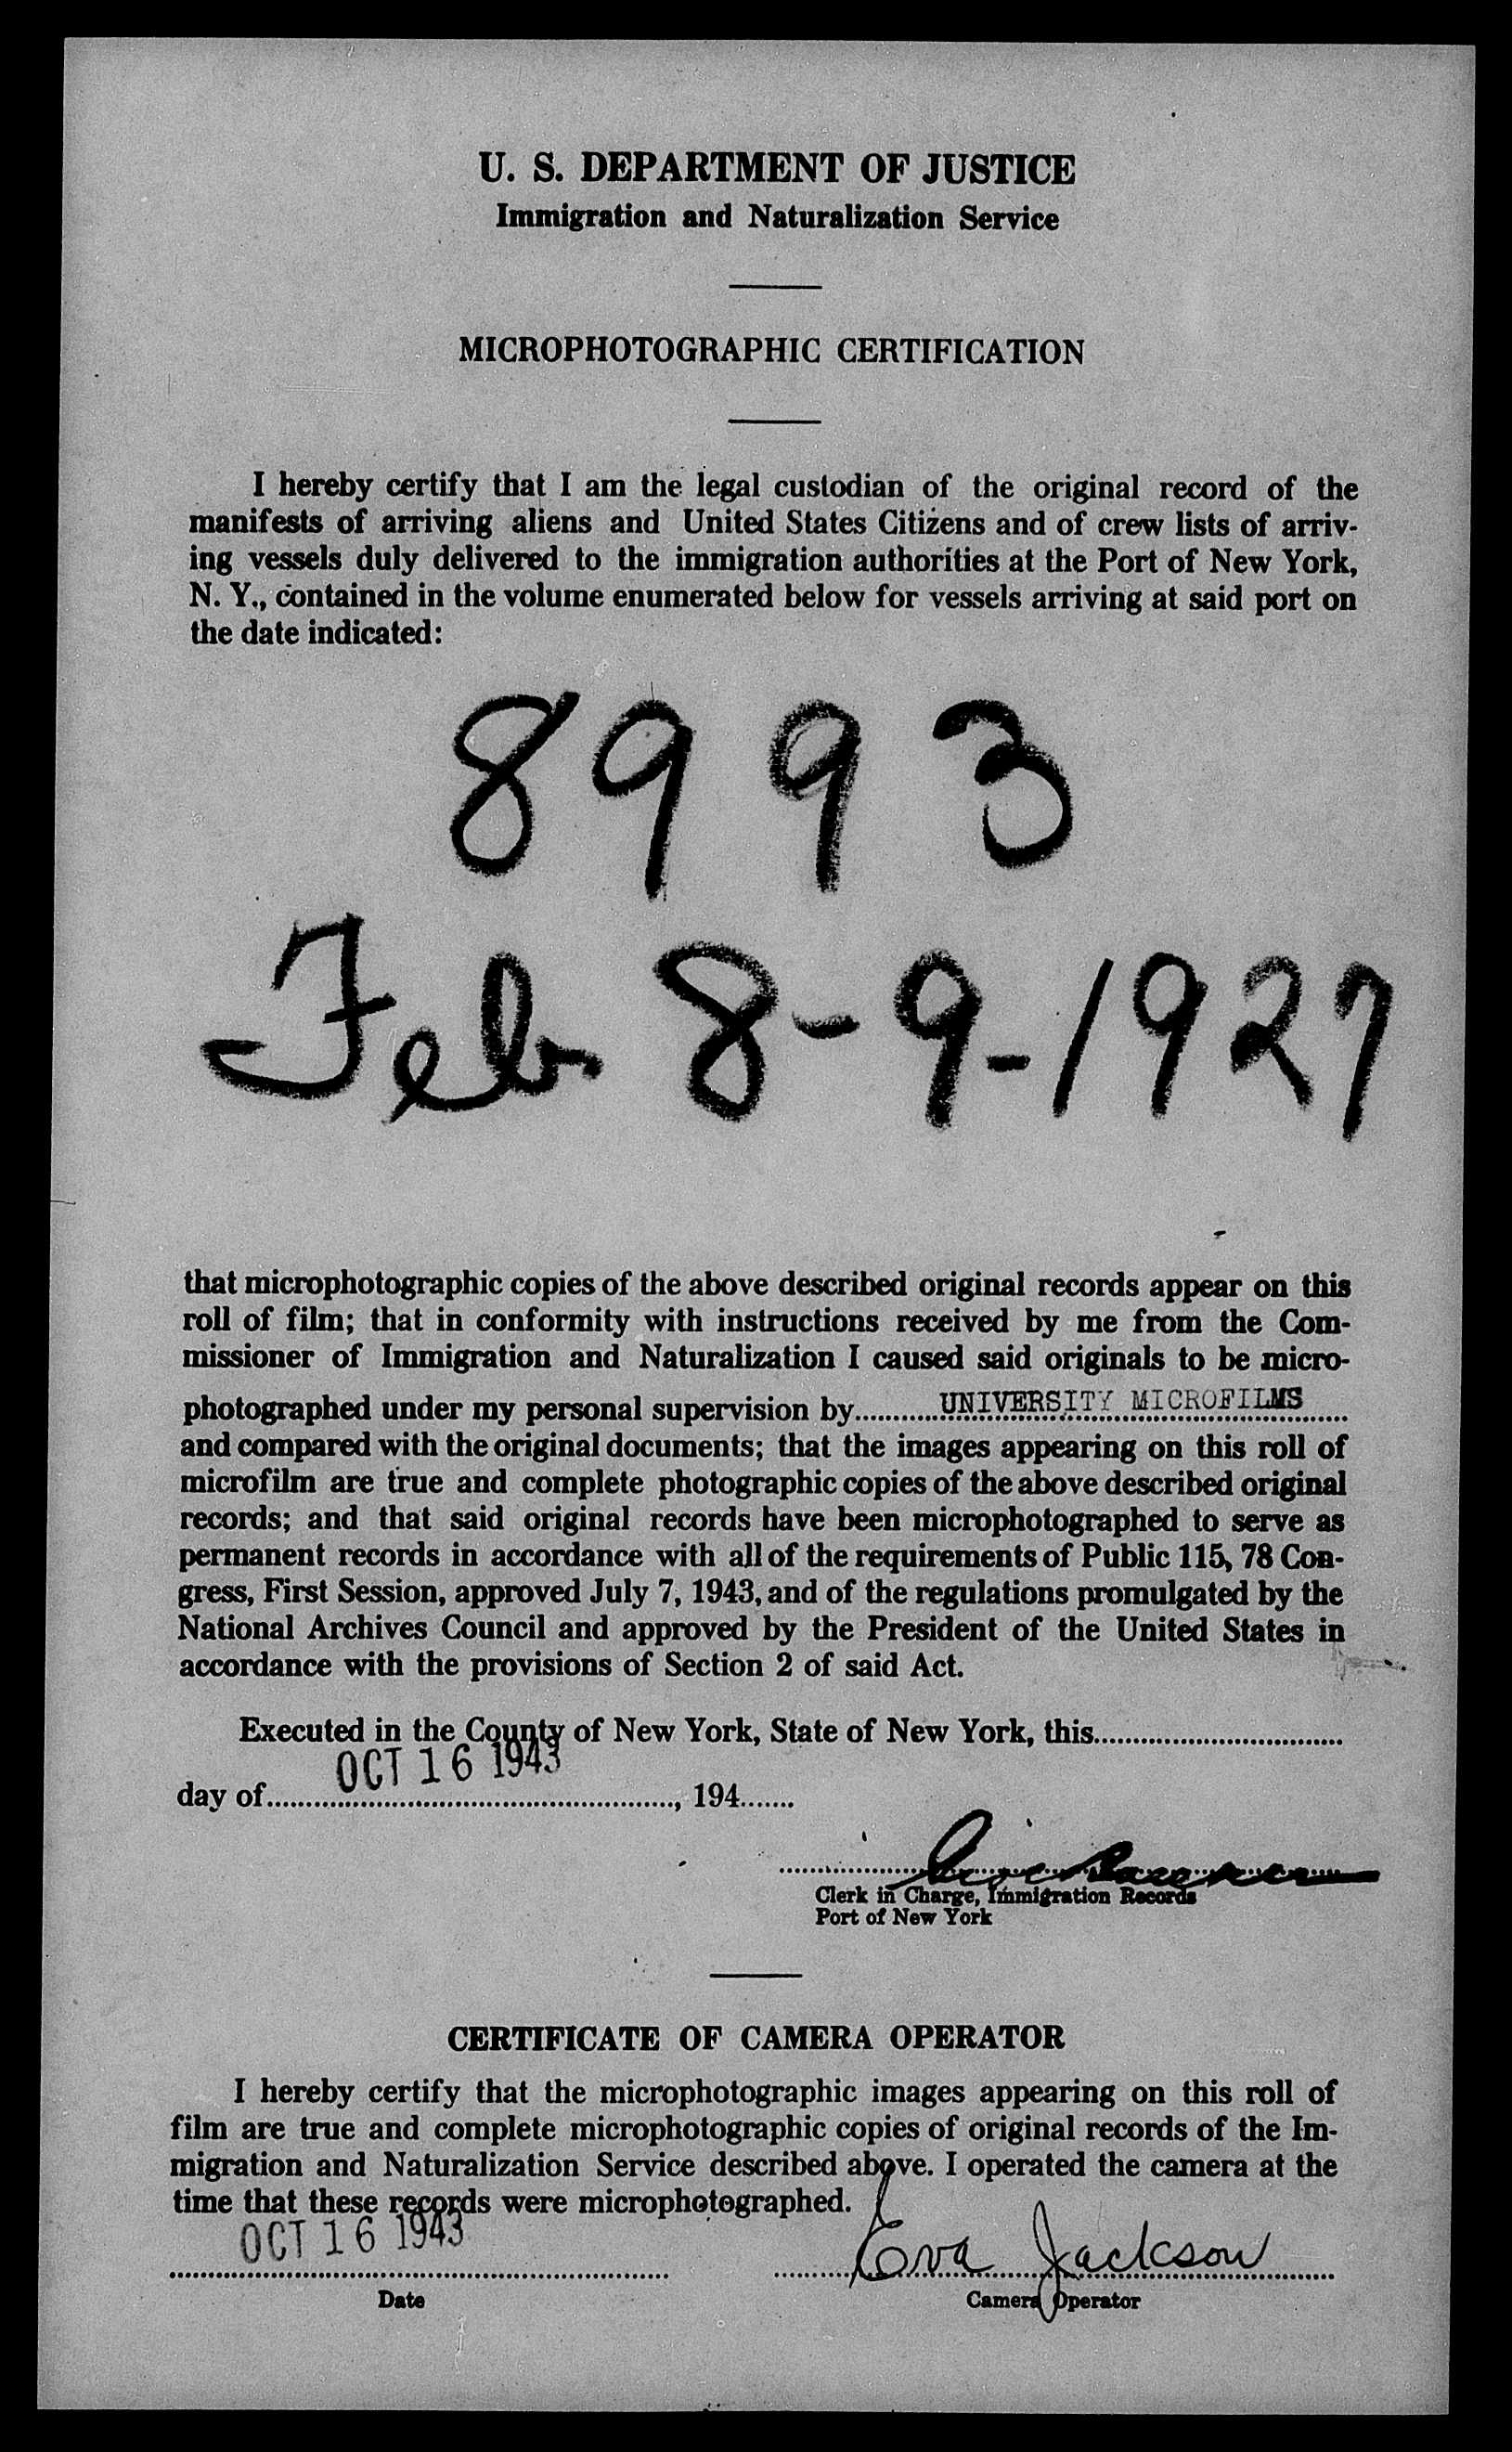 U. S. DEPARTMENT OF JUSTICE
Immigration and Naturalization Service
MICROPHOTOGRAPHIC CERTIFICATION
I hereby certify that I am the legal custodian of the original record of the
manifests of arriving aliens and United States Citizens and of crew lists of arriv-
ing vessels duly delivered to the immigration authorities at the Port of New York,
N. Y., contained in the volume enumerated below for vessels arriving at said port on
the date indicated:
8993
Feb 8-9-1927
that microphotographic copies of the above described original records appear on this
roll of film; that in conformity with instructions received by me from the Com-
missioner of Immigration and Naturalization I caused said originals to be micro-
photographed under my personal supervision by UNIVERSITY MICROFILMS
and compared with the original documents; that the images appearing on this roll of
microfilm are true and complete photographic copies of the above described original
records; and that said original records have been microphotographed to serve as
permanent records in accordance with all of the requirements of Public 115, 78 Con-
gress, First Session, approved July 7, 1943, and of the regulations promulgated by the
National Archives Council and approved by the President of the United States in
accordance with the provisions of Section 2 of said Act.
Executed in the County of New York, State of New York, this
OCT 16 1943
day of , 194
Clerk in Charge, Immigration Records
Port of New York
CERTIFICATE OF CAMERA OPERATOR
I hereby certify that the microphotographic images appearing on this roll of
film are true and complete microphotographic copies of original records of the Im-
migration and Naturalization Service described above. I operated the camera at the
time that these records were microphotographed.
OCT 16 1943 Eva Jackson
Date Camera Operator